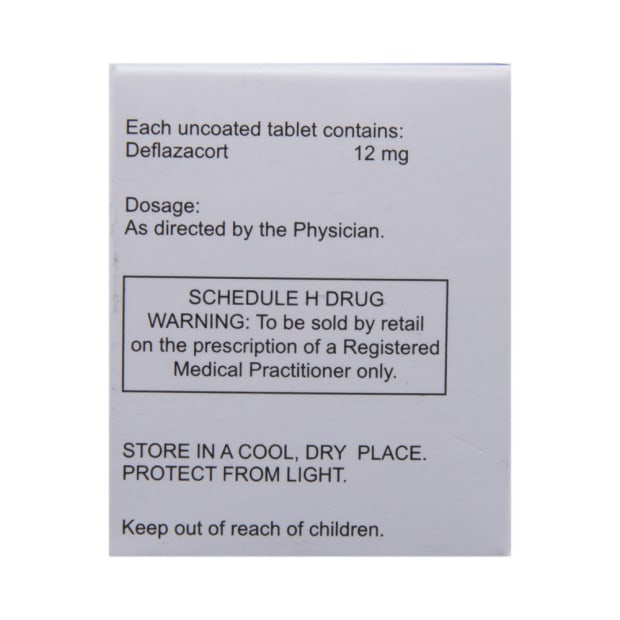 Each uncoated tablet contains:
Deflazacort 12 mg
Dosage:
As directed by the Physician.
SCHEDULE H DRUG
WARNING: To be sold by retail
on the prescription of a Registered
Medical Practitioner only.
STORE IN A COOL, DRY PLACE.
PROTECT FROM LIGHT.
Keep out of reach of children.